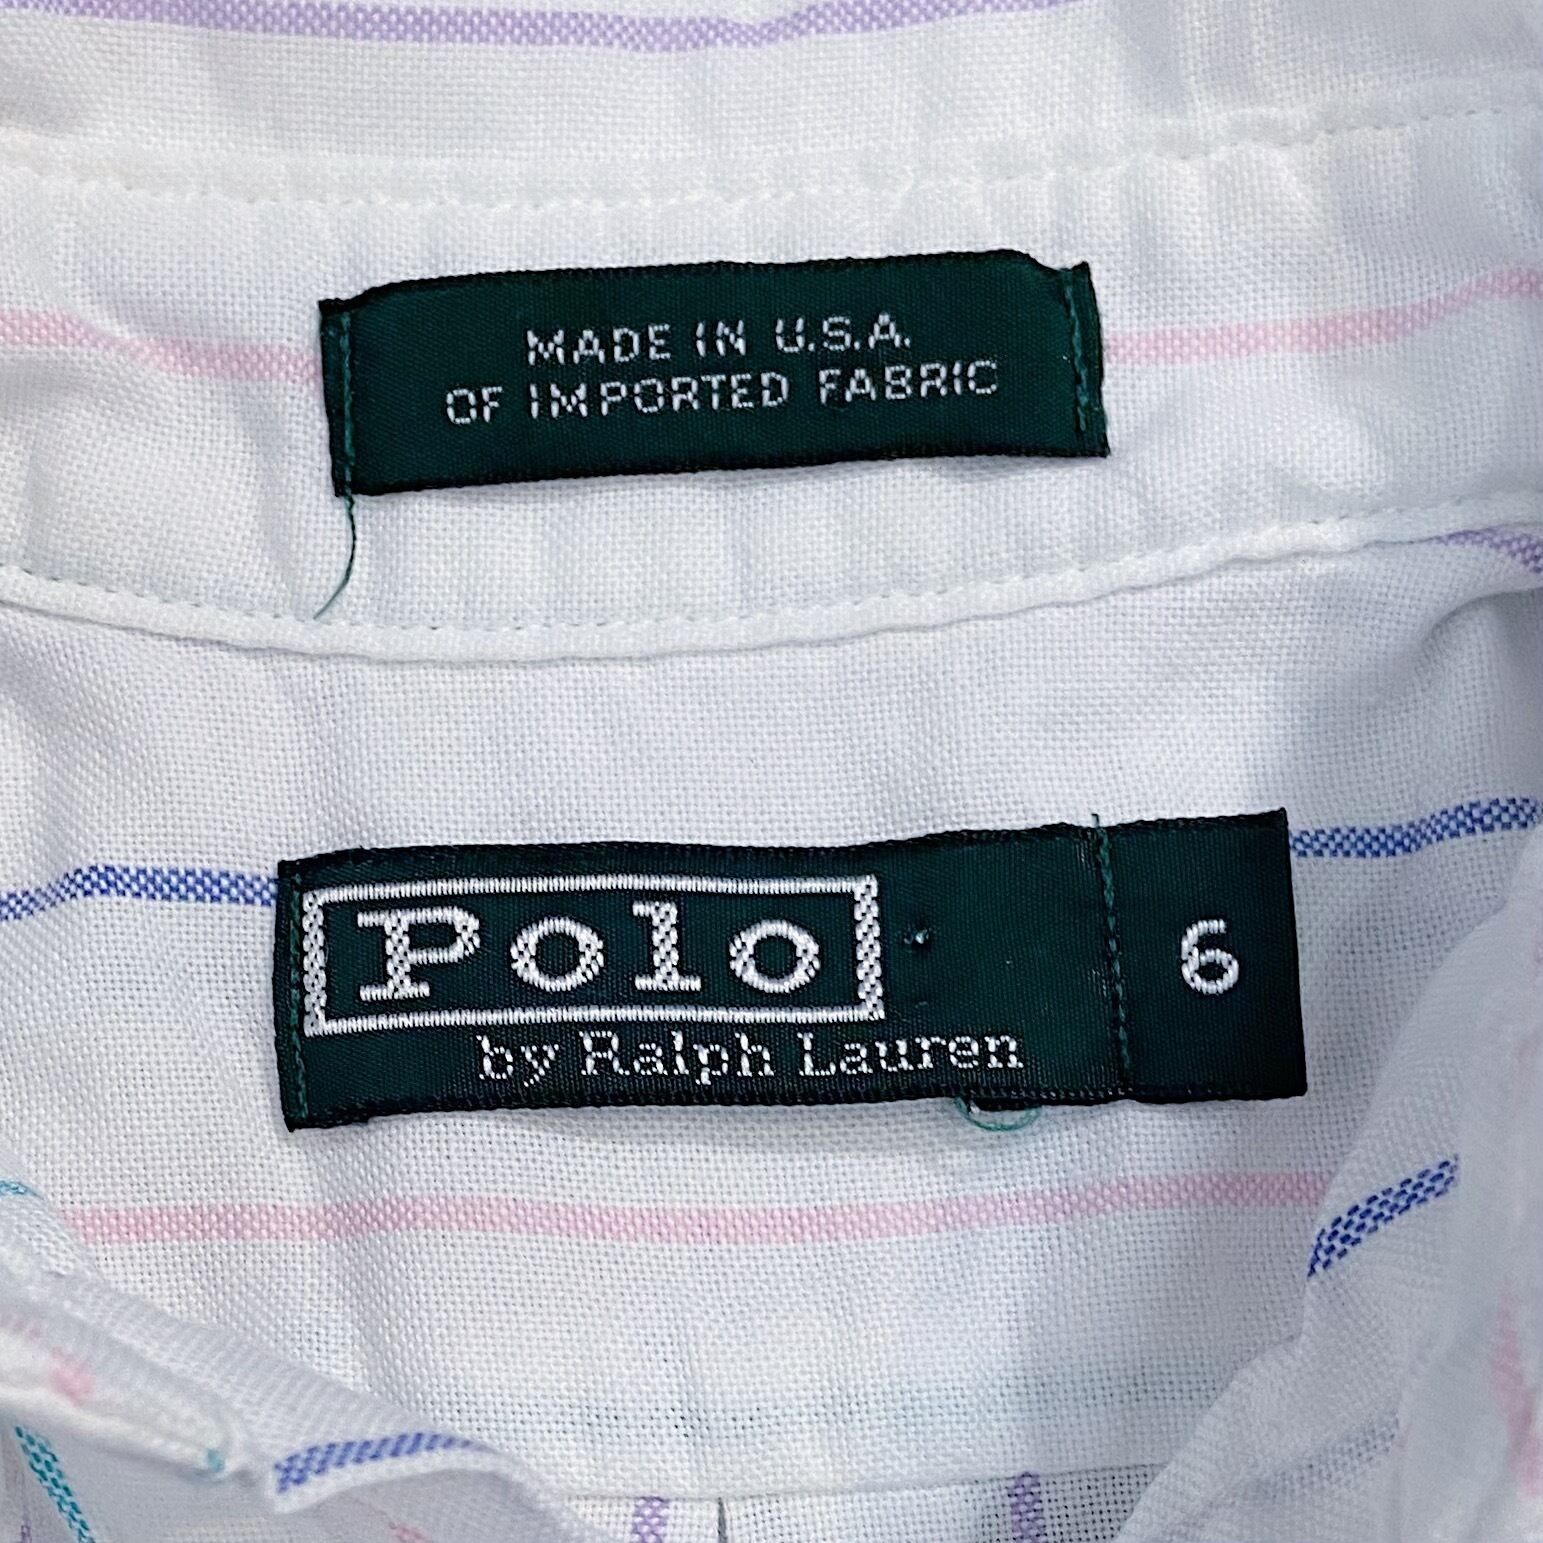 MADE IN U.S.A.
OF IMPORTED FABRIC
Polo
by Ralph Lauren
6